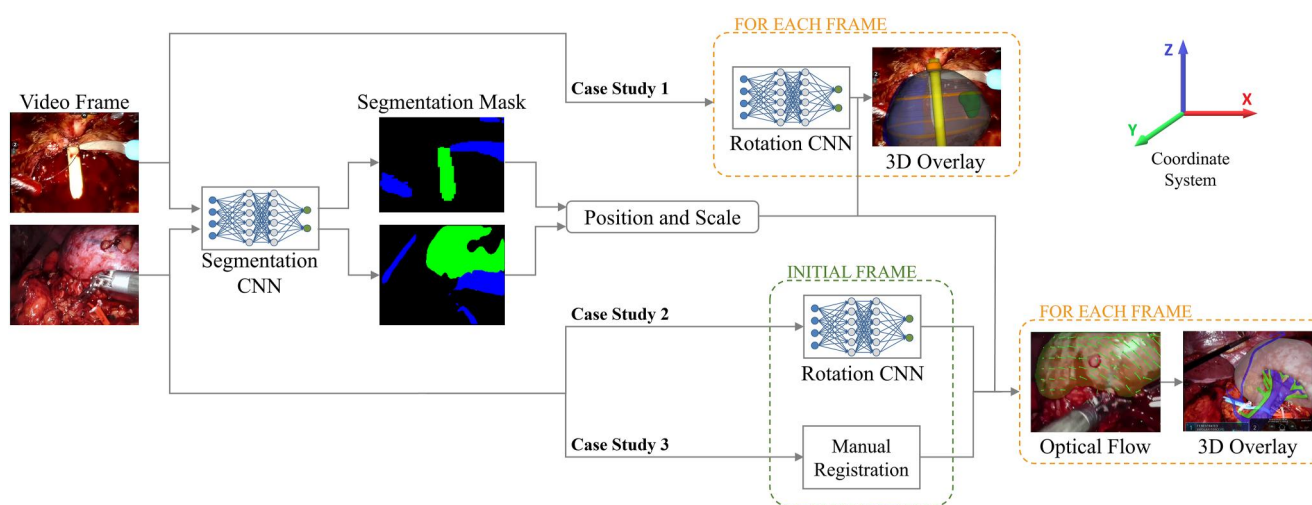 FOR EACH FRAME
Z
X
Y
Coordinate
System
Video Frame
Segmentation Mask
Case Study 1
Rotation CNN
3D Overlay
Segmentation
CNN
Position and Scale
INITIAL FRAME
Case Study 2
Rotation CNN
FOR EACH FRAME
Optical Flow
3D Overlay
Case Study 3
Manual
Registration